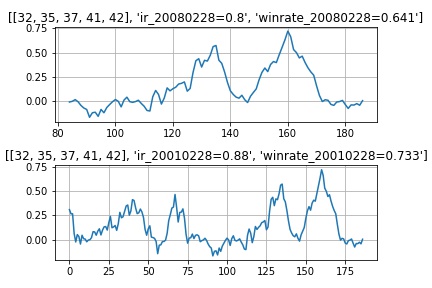 [[32, 35, 37, 41, 42], 'ir_20080228=0.8', 'winrate_20080228=0.641']
0.75
0.50
0.25
0.00
80 100 120 140 160 180
[[32, 35, 37, 41, 42], 'ir_20010228=0.88', 'winrate_20010228=0.733']
0.75
0.50
0.25
0.00
0 25 50 75 100 125 150 175